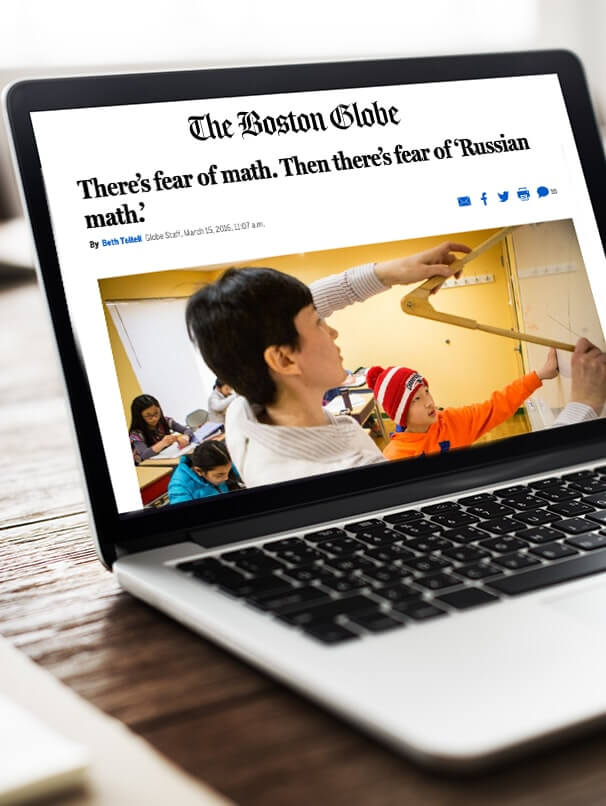 The Boston Globe
There's fear of math. Then there's fear of 'Russian
math.'
By Beth Teitell Globe Staff, March 15, 2016, 11:07 a.m.